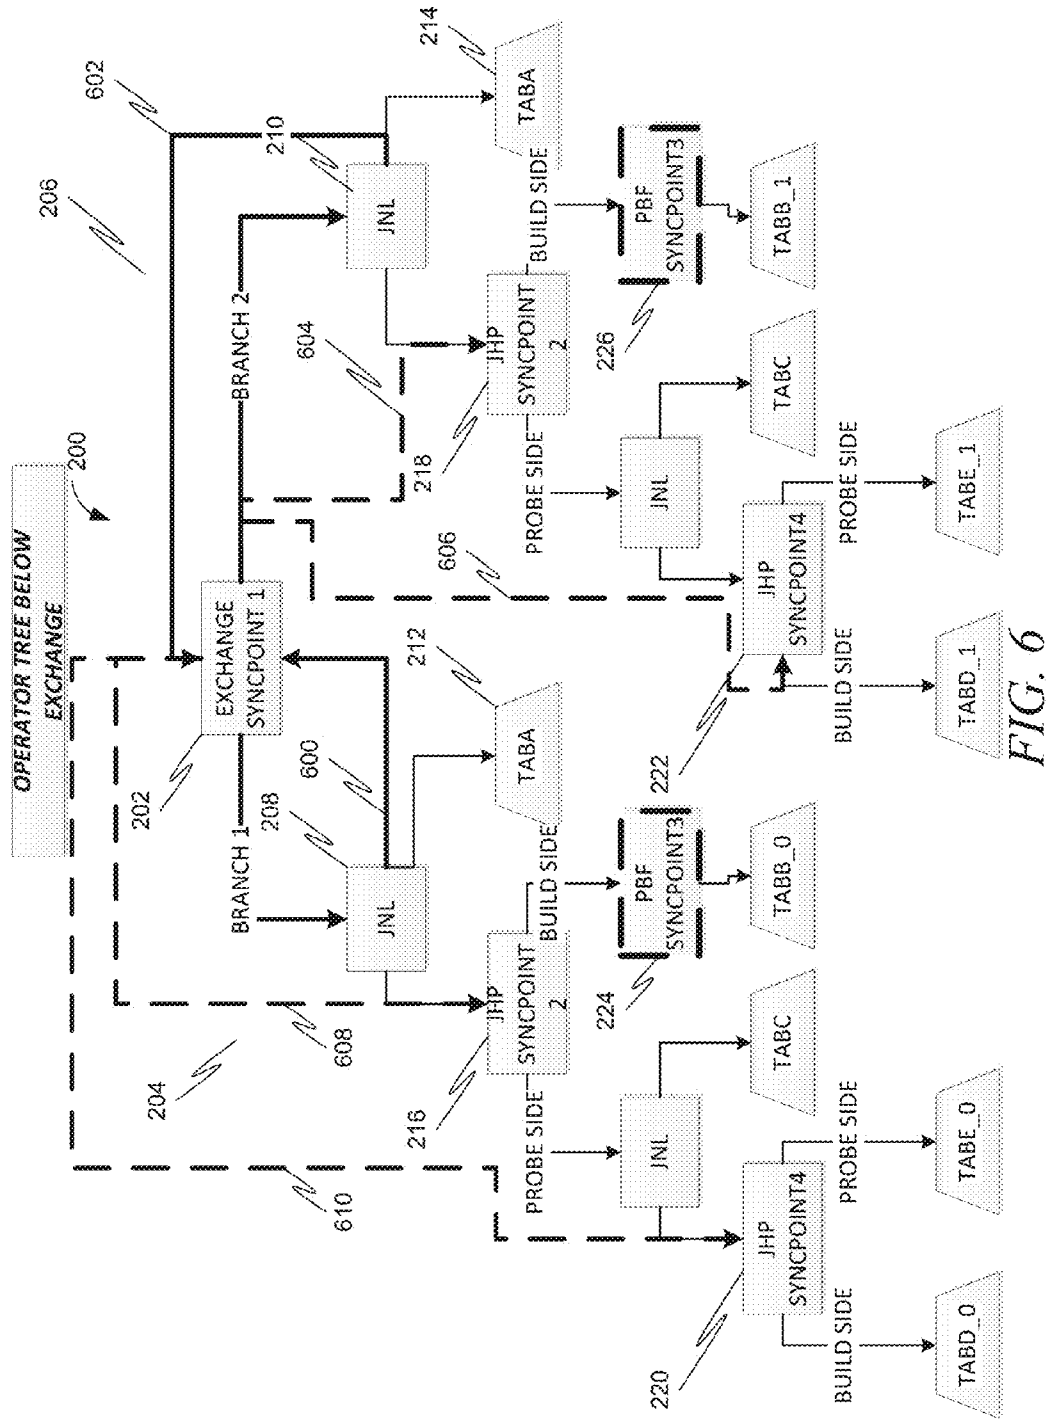 OPERATOR TREE BELOW
EXCHANGE
200
206
602
EXCHANGE
SYNCPOINT 1
202
BRANCH 1
BRANCH 2
204
608
610
208
JNL
600
212
TABA
604
210
JNL
214
TABA
216
JHP
SYNCPOINT
2
BUILD SIDE
PROBE SIDE
606
218
JHP
SYNCPOINT
2
BUILD SIDE
PROBE SIDE
JNL
224
PBF
SYNCPOINT3
JNL
226
PBF
SYNCPOINT3
220
JHP
SYNCPOINT4
TABC
TABB_0
222
JHP
SYNCPOINT4
TABC
TABB_1
BUILD SIDE
PROBE SIDE
BUILD SIDE
PROBE SIDE
TABD_0
TABE_0
TABD_1
TABE_1
FIG. 6